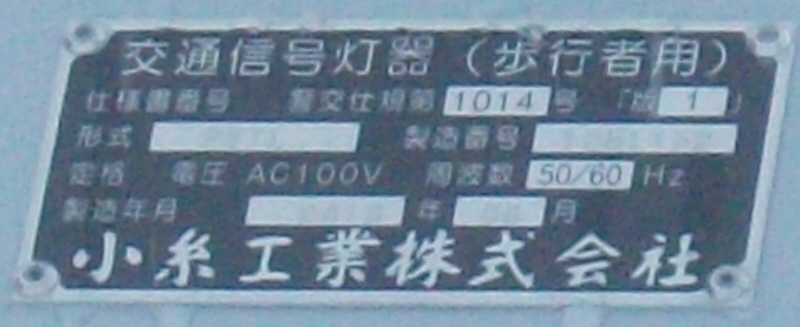 交通信号灯器（歩行者用）
仕様書番号 警交仕規第 1014 号 「版 1 」
形式 製造番号
定格 電圧 AC100V 周波数 50/60 Hz
製造年月 年 月
小糸工業株式会社